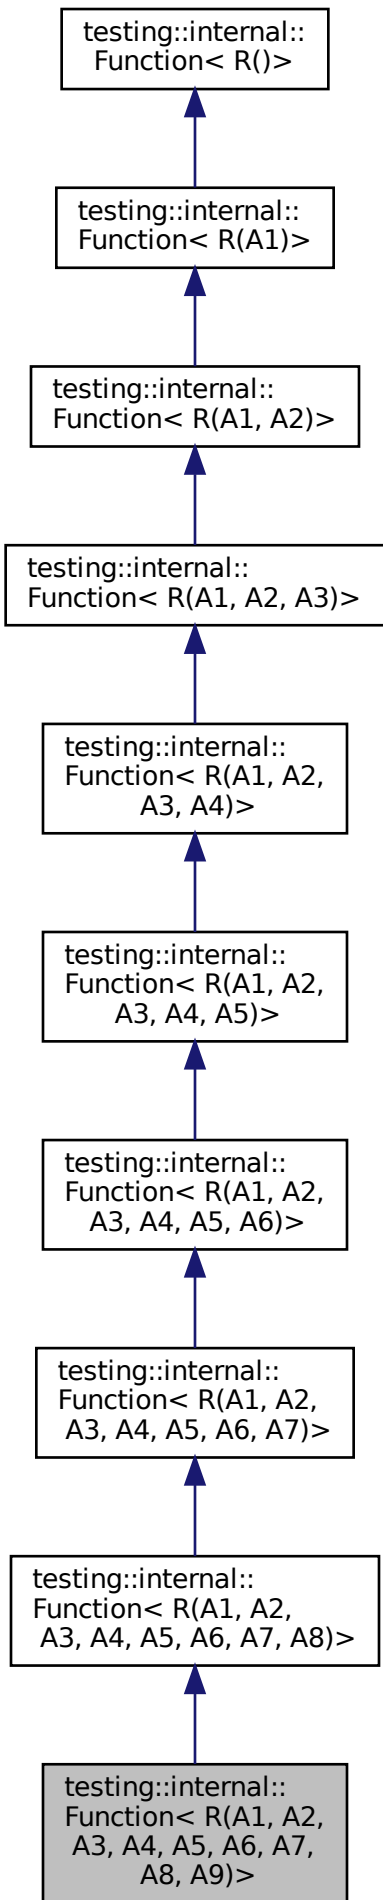 testing::internal::
Function< R()>
testing::internal::
Function< R(A1)>
testing::internal::
Function< R(A1, A2)>
testing::internal::
Function< R(A1, A2, A3)>
testing::internal::
Function< R(A1, A2,
A3, A4)>
testing::internal::
Function< R(A1, A2,
A3, A4, A5)>
testing::internal::
Function< R(A1, A2,
A3, A4, A5, A6)>
testing::internal::
Function< R(A1, A2,
A3, A4, A5, A6, A7)>
testing::internal::
Function< R(A1, A2,
A3, A4, A5, A6, A7, A8)>
testing::internal::
Function< R(A1, A2,
A3, A4, A5, A6, A7,
A8, A9)>